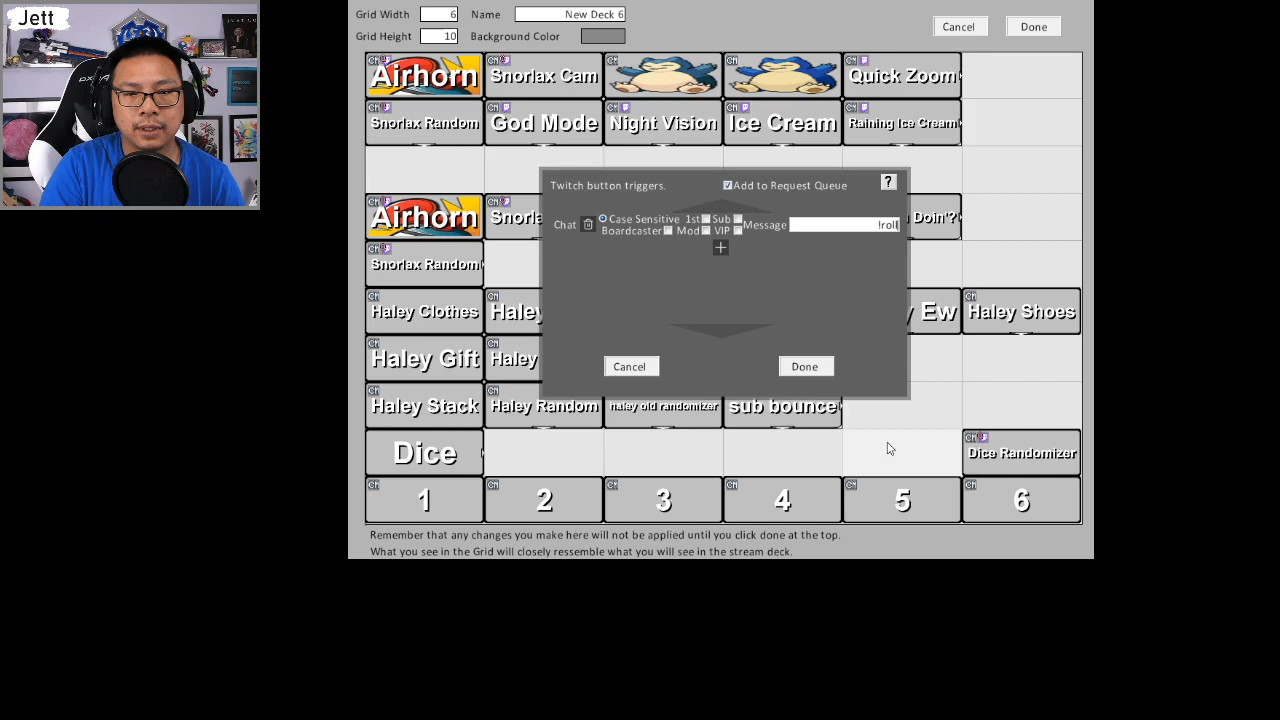 Jett
Grid Width 6 Name New Deck 6
Grid Height 10 Background Color
Cancel Done
Airhorn Snorlax Cam Quick Zoom
Snorlax Random God Mode Night Vision Ice Cream Raining Ice Cream
Twitch button triggers. Add to Request Queue ?
Airhorn Snorla Doin'?
Chat Case Sensitive 1st Sub Message !roll
Boardcaster Mod VIP
+
Snorlax Random
Haley Clothes Haley Ew Haley Shoes
Haley Gift Haley
Cancel Done
Haley Stack Haley Random haley old randomizer sub bounce
Dice Dice Randomizer
1 2 3 4 5 6
Remember that any changes you make here will not be applied until you click done at the top.
What you see in the Grid will closely ressemble what you will see in the stream deck.